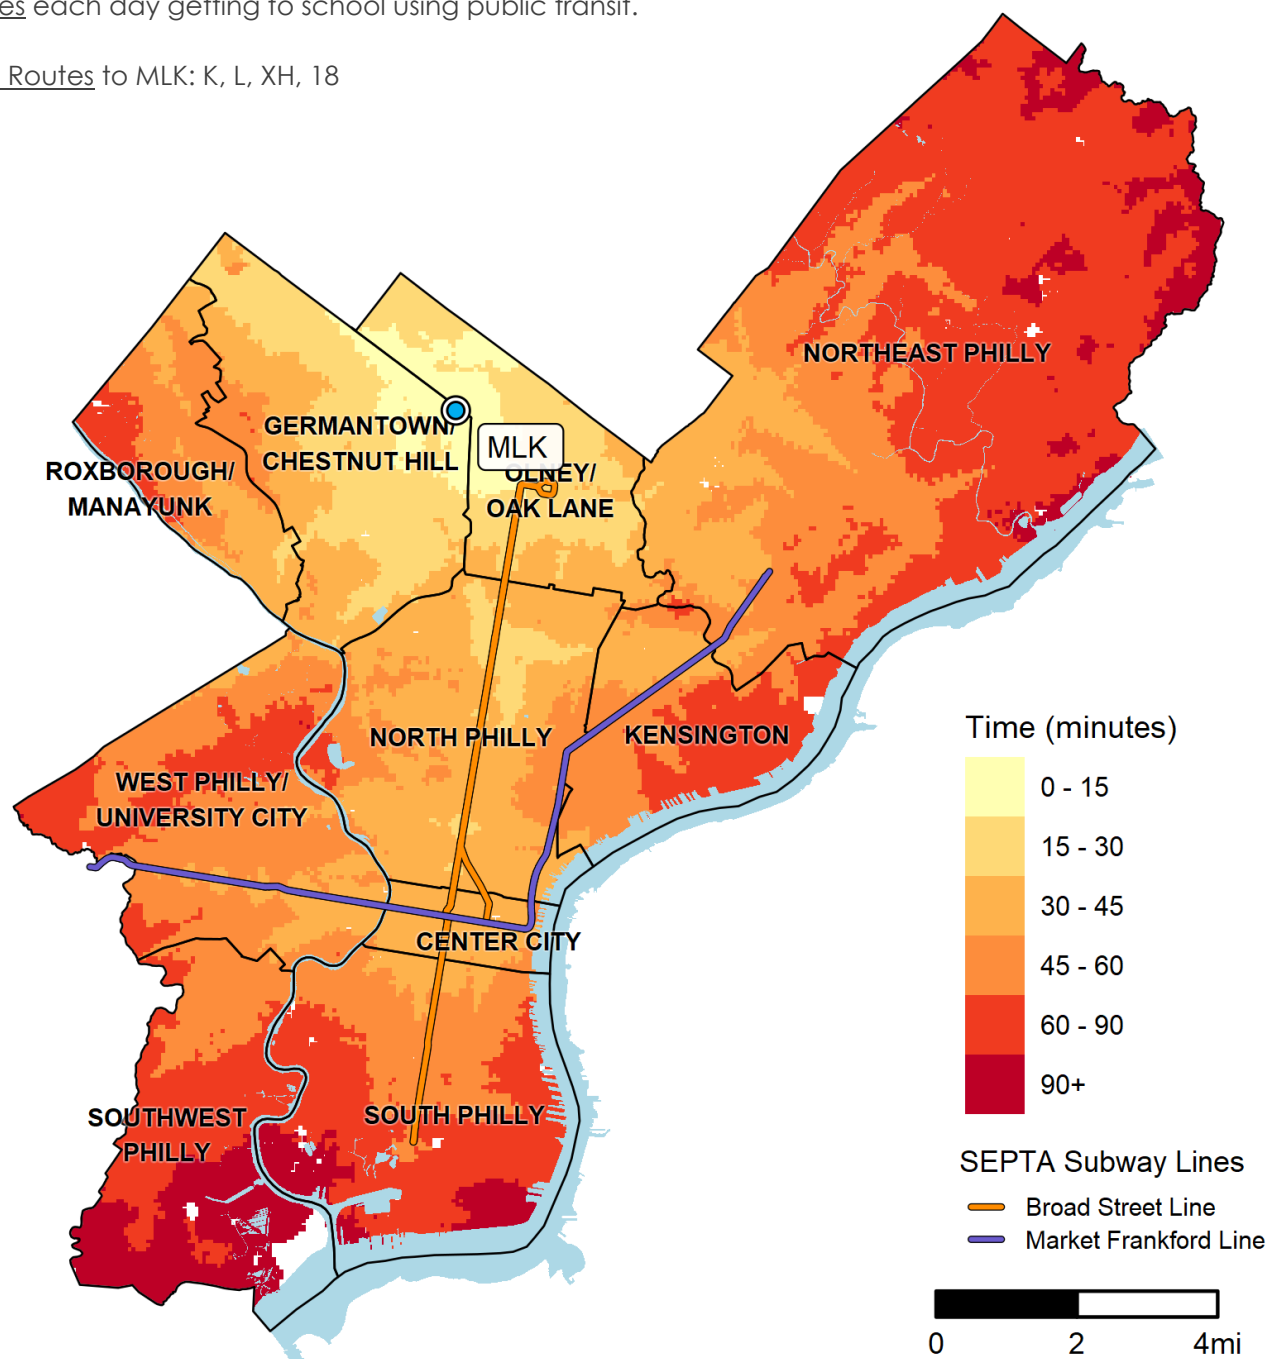 each day getting to school using public transit.
Routes to MLK: K, L, XH, 18
NORTHEAST PHILLY
GERMANTOWN/
CHESTNUT HILL
MLK
ROXBOROUGH/
MANAYUNK
OLNEY/
OAK LANE
NORTH PHILLY
KENSINGTON
WEST PHILLY/
UNIVERSITY CITY
CENTER CITY
SOUTHWEST
PHILLY
SOUTH PHILLY
Time (minutes)
0 - 15
15 - 30
30 - 45
45 - 60
60 - 90
90+
SEPTA Subway Lines
Broad Street Line
Market Frankford Line
0 2 4mi